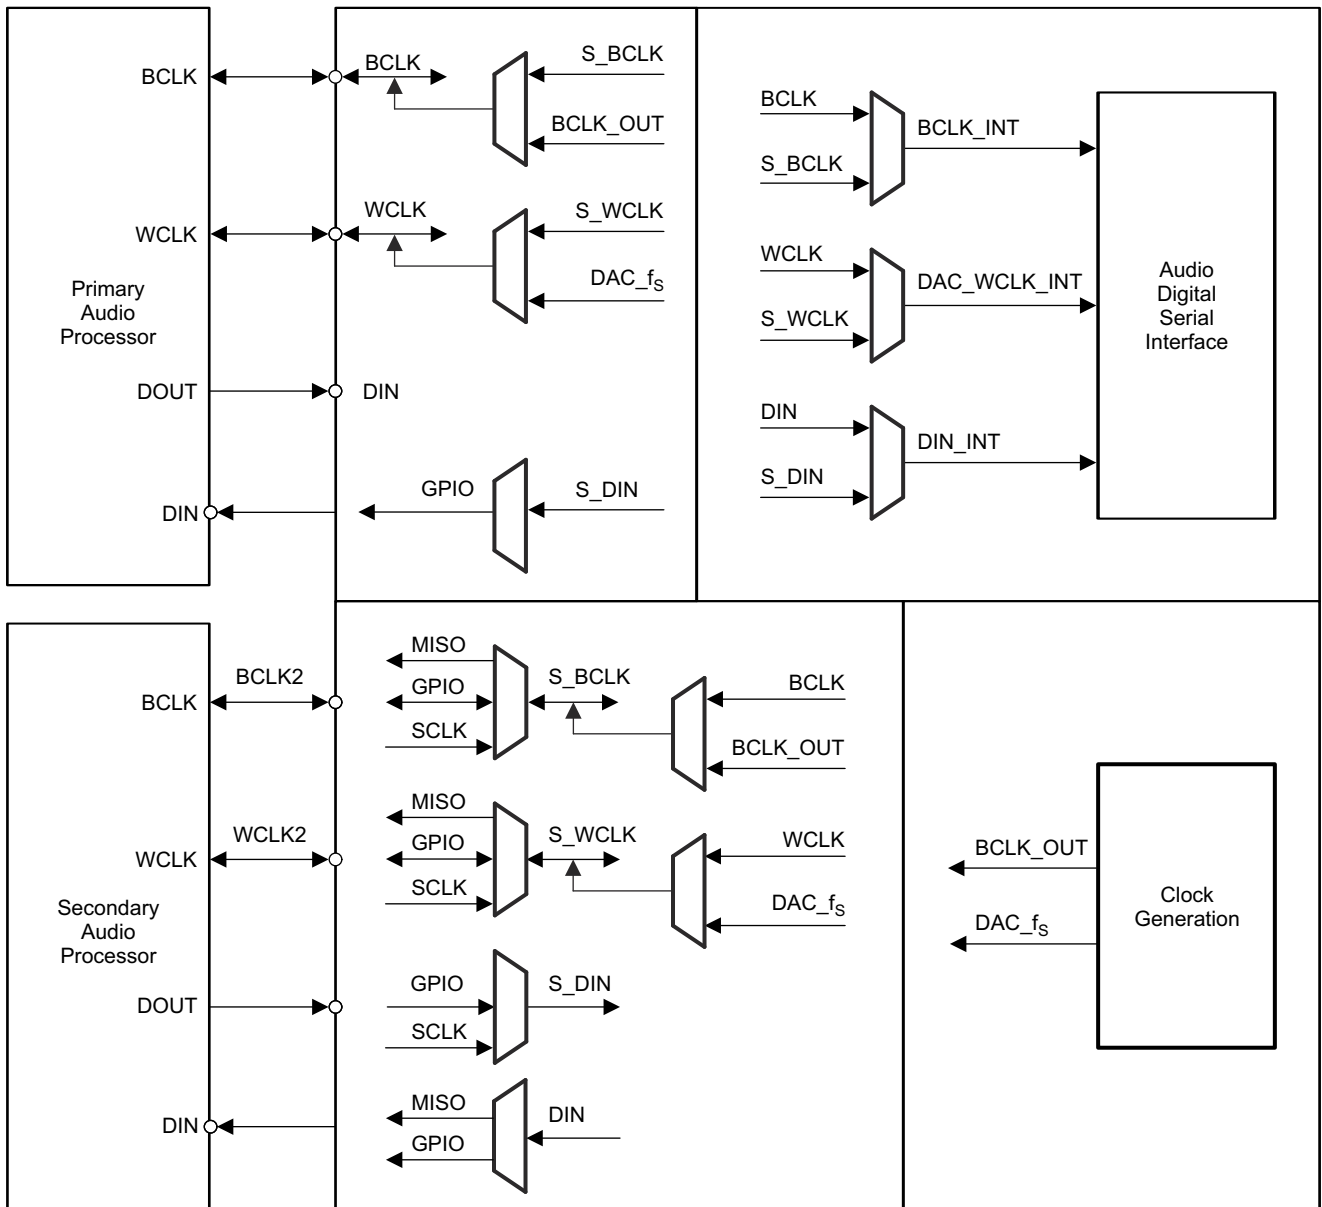 BCLK
BCLK
S_BCLK
BCLK_OUT
WCLK
WCLK
S_WCLK
DAC_fS
Primary
Audio
Processor
DOUT
DIN
DIN
GPIO
S_DIN
BCLK
S_BCLK
BCLK_INT
WCLK
S_WCLK
DAC_WCLK_INT
DIN
S_DIN
DIN_INT
Audio
Digital
Serial
Interface
BCLK
BCLK2
MISO
GPIO
SCLK
S_BCLK
BCLK
BCLK_OUT
WCLK
WCLK2
MISO
GPIO
SCLK
S_WCLK
WCLK
DAC_fS
Secondary
Audio
Processor
DOUT
GPIO
SCLK
S_DIN
DIN
MISO
GPIO
DIN
BCLK_OUT
DAC_fS
Clock
Generation